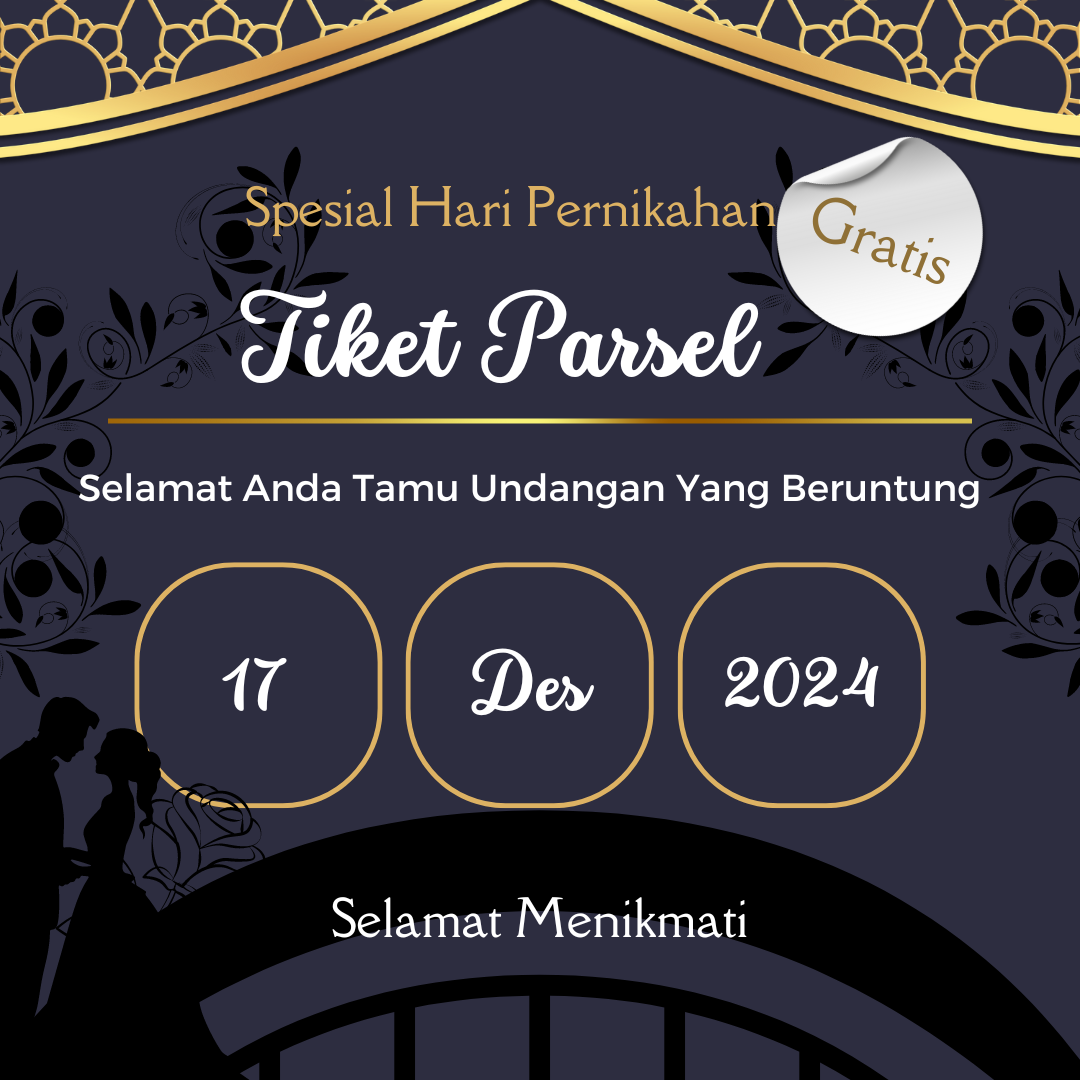 Spesial Hari Pernikahan
Gratis
Tiket Parsel
Selamat Anda Tamu Undangan Yang Beruntung
17
Des
2024
Selamat Menikmati